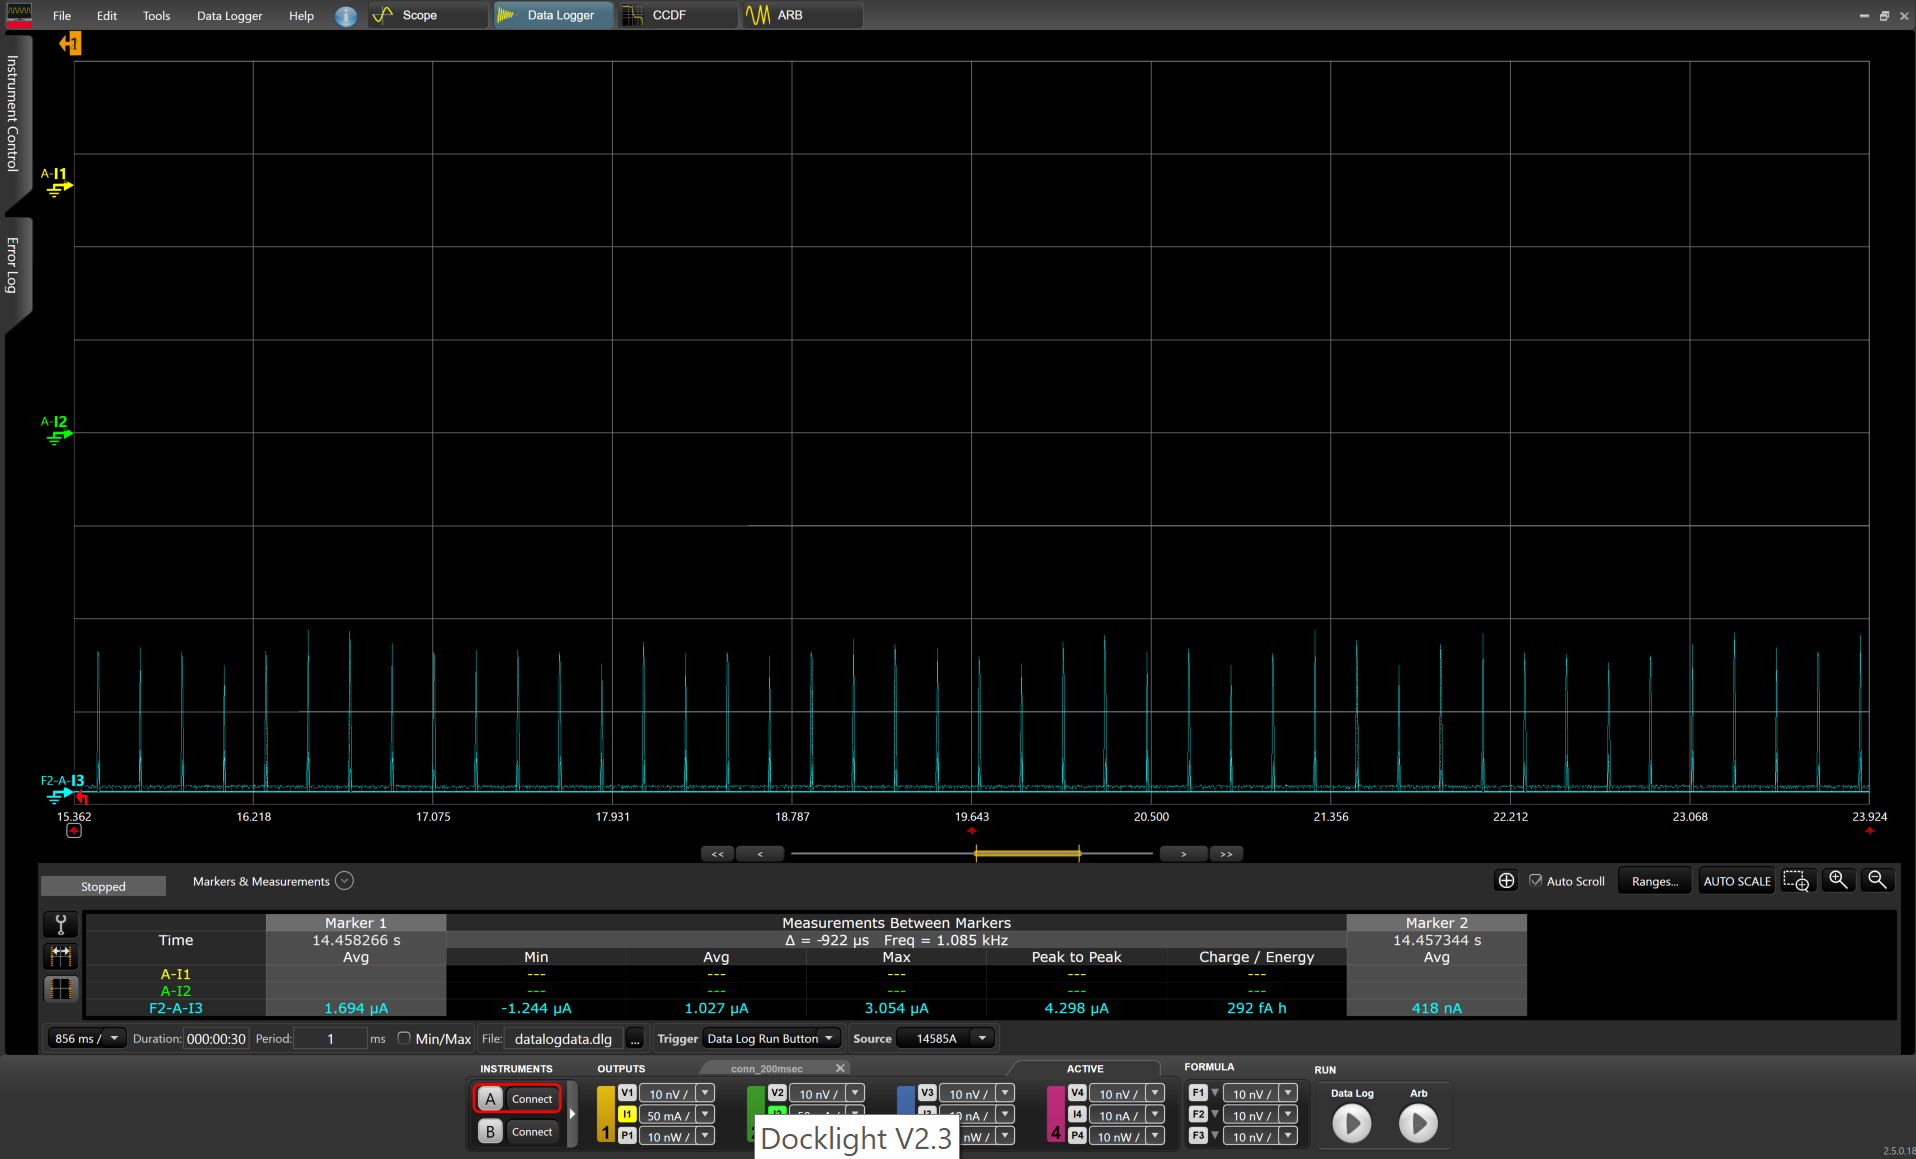 File Edit Tools Data Logger Help Scope Data Logger CCDF ARB
Instrument Control
Error Log
1
A-I1
A-I2
F2-A-I3
15.362 16.218 17.075 17.931 18.787 19.643 20.500 21.356 22.212 23.068 23.924
<< < > >>
Stopped Markers & Measurements Auto Scroll Ranges... AUTO SCALE
Marker 1 Measurements Between Markers Marker 2
Time 14.458266 s Δ = -922 µs Freq = 1.085 kHz 14.457344 s
Avg Min Avg Max Peak to Peak Charge / Energy Avg
A-I1 --- --- --- --- ---
A-I2 --- --- --- --- ---
F2-A-I3 1.694 µA -1.244 µA 1.027 µA 3.054 µA 4.298 µA 292 fA h 418 nA
856 ms / Duration: 000:00:30 Period: 1 ms Min/Max File: datalogdata.dlg ... Trigger Data Log Run Button Source 14585A
INSTRUMENTS OUTPUTS conn_200msec ACTIVE FORMULA RUN
A Connect V1 10 nV / V2 10 nV / V3 10 nV / V4 10 nV / F1 10 nV / Data Log Arb
I1 50 mA / I4 10 nA / F2 10 nV /
B Connect 1 P1 10 nW / nW / 4 P4 10 nW / F3 10 nV /
Docklight V2.3
2.5.0.18